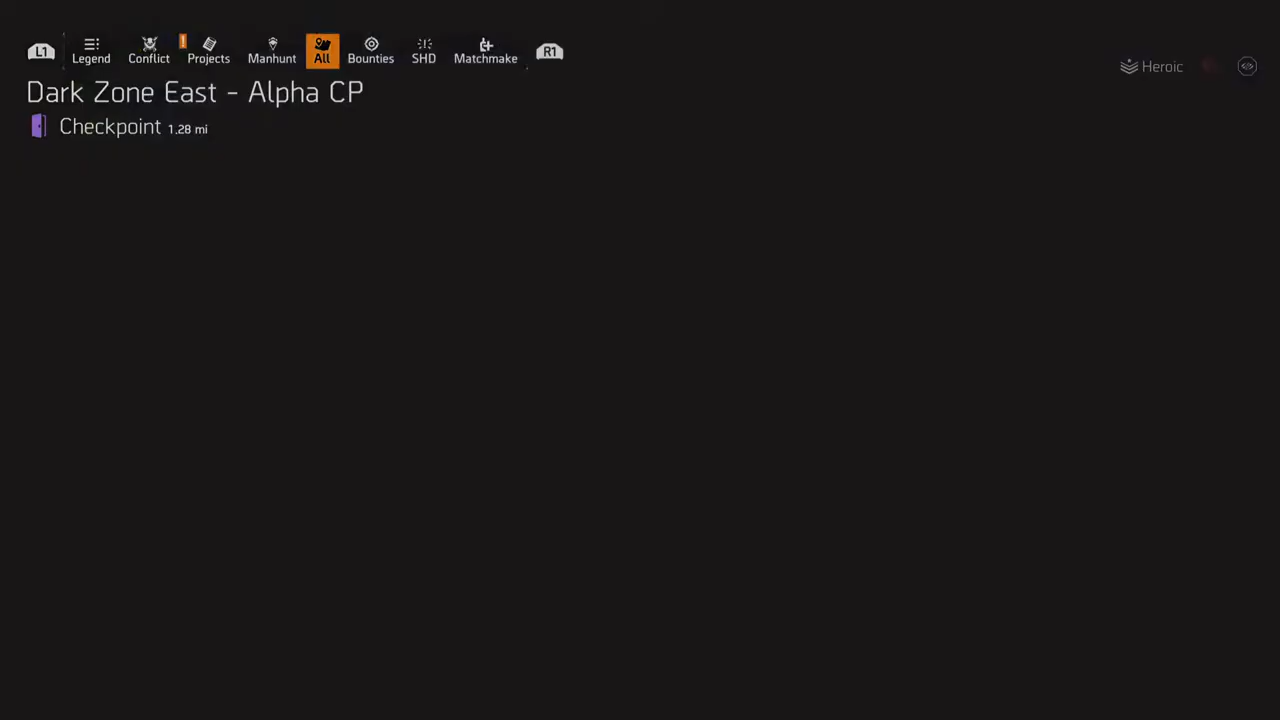 L1 Legend Conflict ! Projects Manhunt All Bounties SHD Matchmake R1
Heroic
Dark Zone East - Alpha CP
Checkpoint 1.28 mi